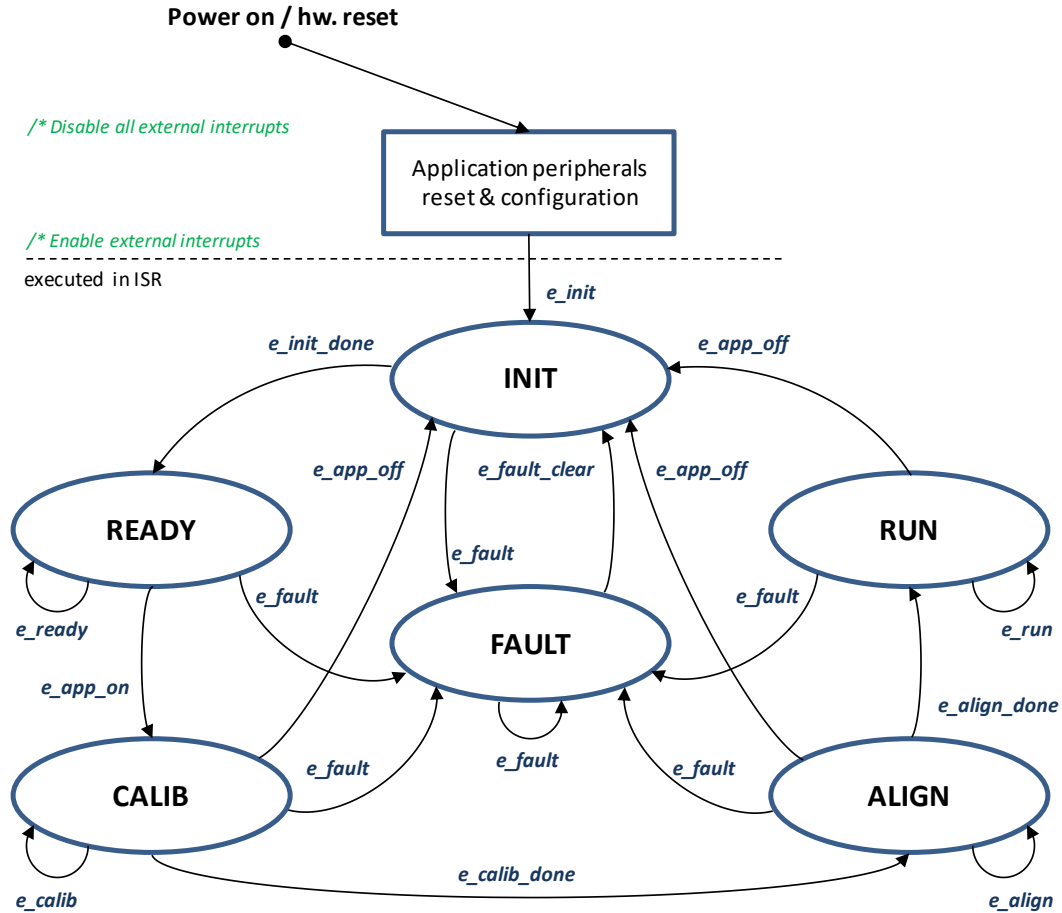 Power on / hw. reset
/* Disable all external interrupts
Application peripherals
reset & configuration
/* Enable external interrupts
executed in ISR
e_init
e_init_done
e_app_off
INIT
e_app_off
e_fault_clear
e_app_off
READY
RUN
e_fault
e_ready
e_fault
e_fault
e_run
FAULT
e_app_on
e_align_done
e_fault
e_fault
e_fault
CALIB
ALIGN
e_calib_done
e_calib
e_align